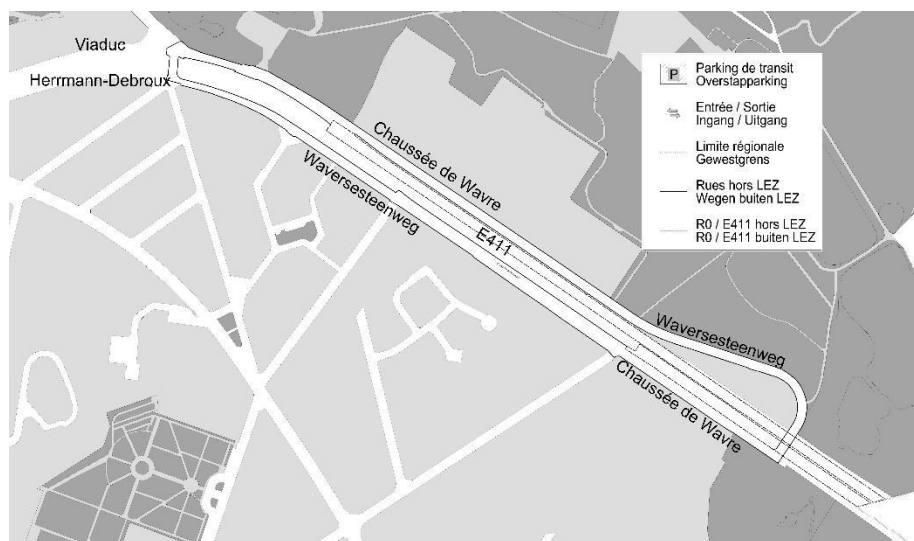 Viaduc
Herrmann-Debroux
Chaussée de Wavre
Waversesteenweg
E411
Waversesteenweg
Chaussée de Wavre
P
Parking de transit
Overstapparking
Entrée / Sortie
Ingang / Uitgang
Limite régionale
Gewestgrens
Rues hors LEZ
Wegen buiten LEZ
R0 / E411 hors LEZ
R0 / E411 buiten LEZ